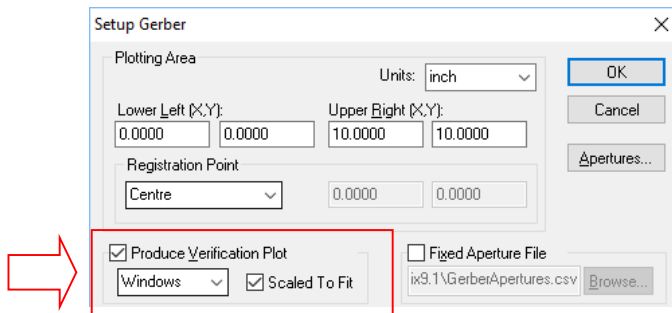 Setup Gerber
Plotting Area
Units: inch
OK
Lower Left (X,Y): Upper Right (X,Y):
Cancel
0.0000 0.0000 10.0000 10.0000
Registration Point
Apertures...
Centre 0.0000 0.0000
Produce Verification Plot Fixed Aperture File
Windows Scaled To Fit ix9.1\GerberApertures.csv Browse...